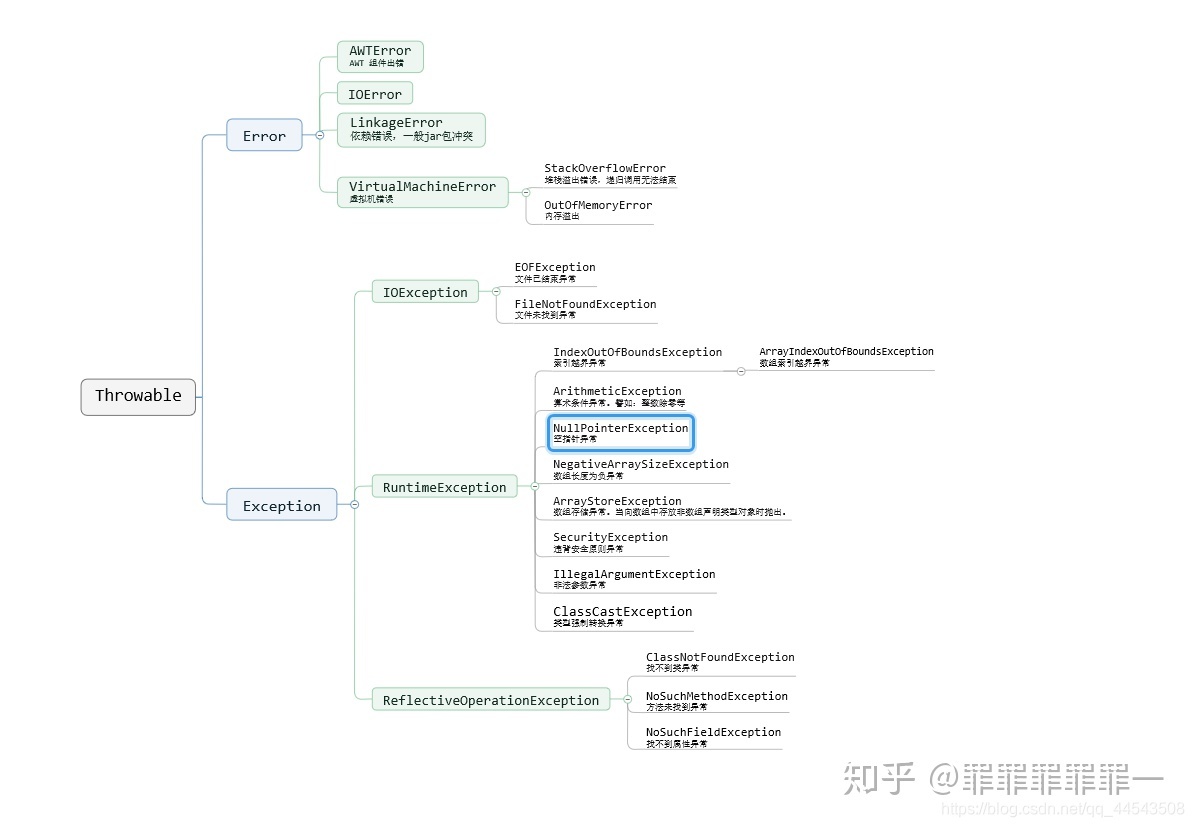 AWTError
AWT 组件出错
IOError
LinkageError
依赖错误，一般jar包冲突
Error
VirtualMachineError
虚拟机错误
StackOverflowError
堆栈溢出错误，递归调用无法结束
OutOfMemoryError
内存溢出
EOFException
文件已结束异常
IOException
FileNotFoundException
文件未找到异常
IndexOutOfBoundsException
索引越界异常
ArrayIndexOutOfBoundsException
数组索引越界异常
ArithmeticException
算术条件异常。譬如：整数除零等
Throwable
NullPointerException
空指针异常
NegativeArraySizeException
数组长度为负异常
RuntimeException
ArrayStoreException
数组存储异常。当向数组中存放非数组声明类型对象时抛出。
Exception
SecurityException
违背安全原则异常
IllegalArgumentException
非法参数异常
ClassCastException
类型强制转换异常
ClassNotFoundException
找不到类异常
ReflectiveOperationException
NoSuchMethodException
方法未找到异常
NoSuchFieldException
找不到属性异常
知乎 @罪罪罪罪罪一
https://blog.csdn.net/qq_44543508